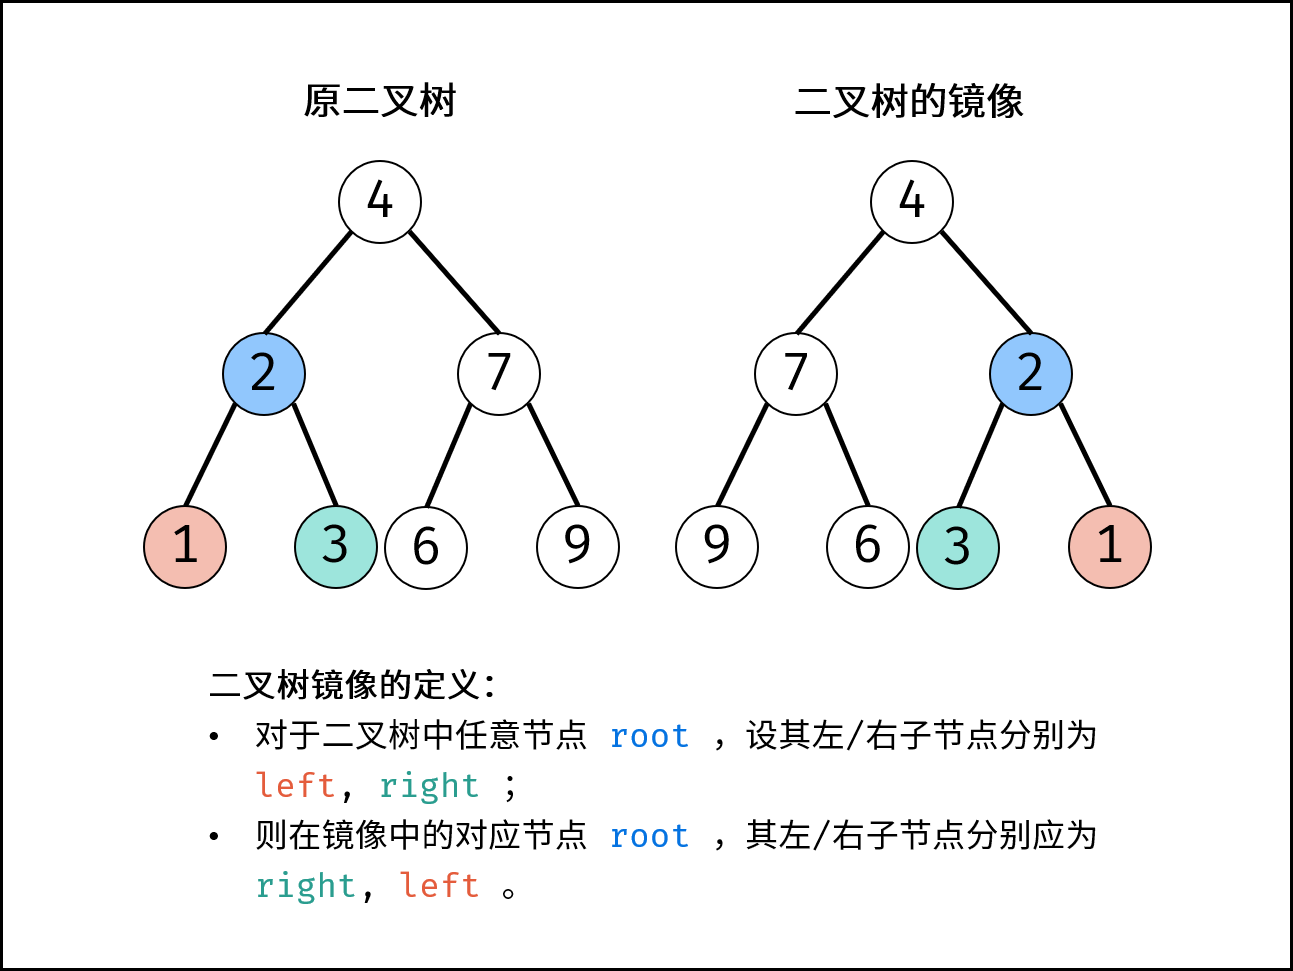 原二叉树
二叉树的镜像
4
4
2
7
7
2
1
3
6
9
9
6
3
1
二叉树镜像的定义：
• 对于二叉树中任意节点 root ，设其左/右子节点分别为
left, right ；
• 则在镜像中的对应节点 root ，其左/右子节点分别应为
right, left 。